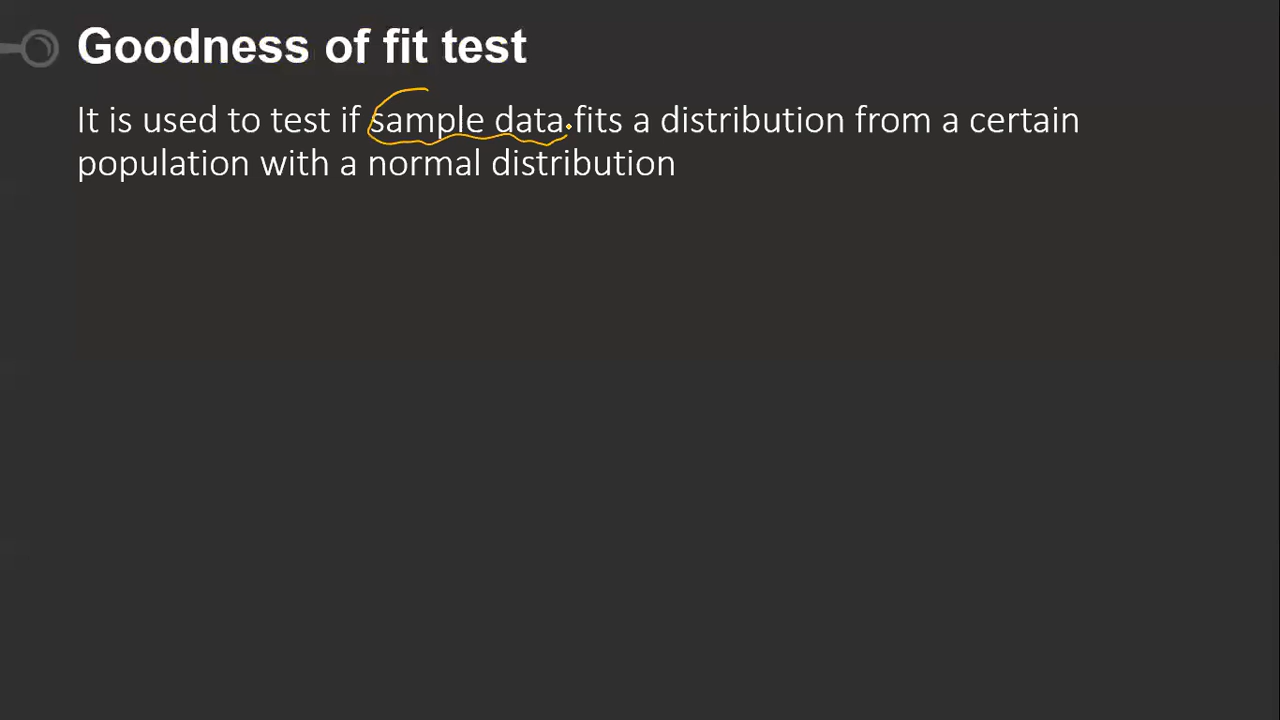 Goodness of fit test
It is used to test if sample data fits a distribution from a certain
population with a normal distribution